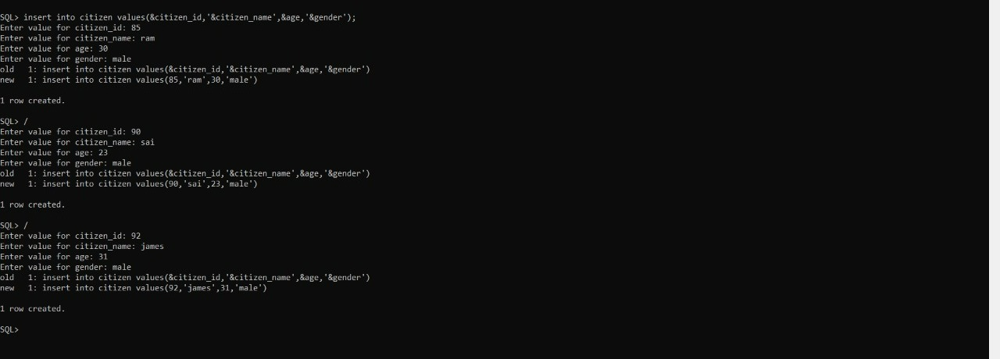 SQL> insert into citizen values(&citizen_id,'&citizen_name',&age,'&gender');
Enter value for citizen_id: 85
Enter value for citizen_name: ram
Enter value for age: 30
Enter value for gender: male
old   1: insert into citizen values(&citizen_id,'&citizen_name',&age,'&gender')
new   1: insert into citizen values(85,'ram',30,'male')
1 row created.
SQL> /
Enter value for citizen_id: 90
Enter value for citizen_name: sai
Enter value for age: 23
Enter value for gender: male
old   1: insert into citizen values(&citizen_id,'&citizen_name',&age,'&gender')
new   1: insert into citizen values(90,'sai',23,'male')
1 row created.
SQL> /
Enter value for citizen_id: 92
Enter value for citizen_name: james
Enter value for age: 31
Enter value for gender: male
old   1: insert into citizen values(&citizen_id,'&citizen_name',&age,'&gender')
new   1: insert into citizen values(92,'james',31,'male')
1 row created.
SQL>